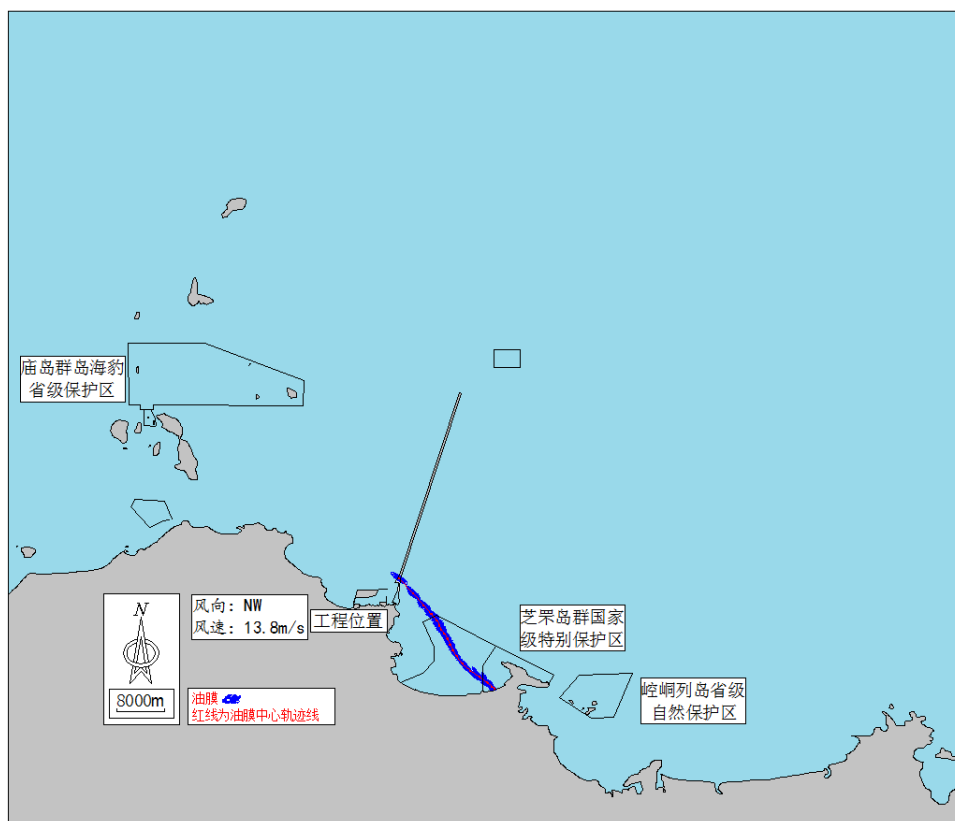 庙岛群岛海豹
省级保护区
N
8000m
风向: NW
风速: 13.8m/s
工程位置
油膜
红线为油膜中心轨迹线
芝罘岛群国家
级特别保护区
崆峒列岛省级
自然保护区